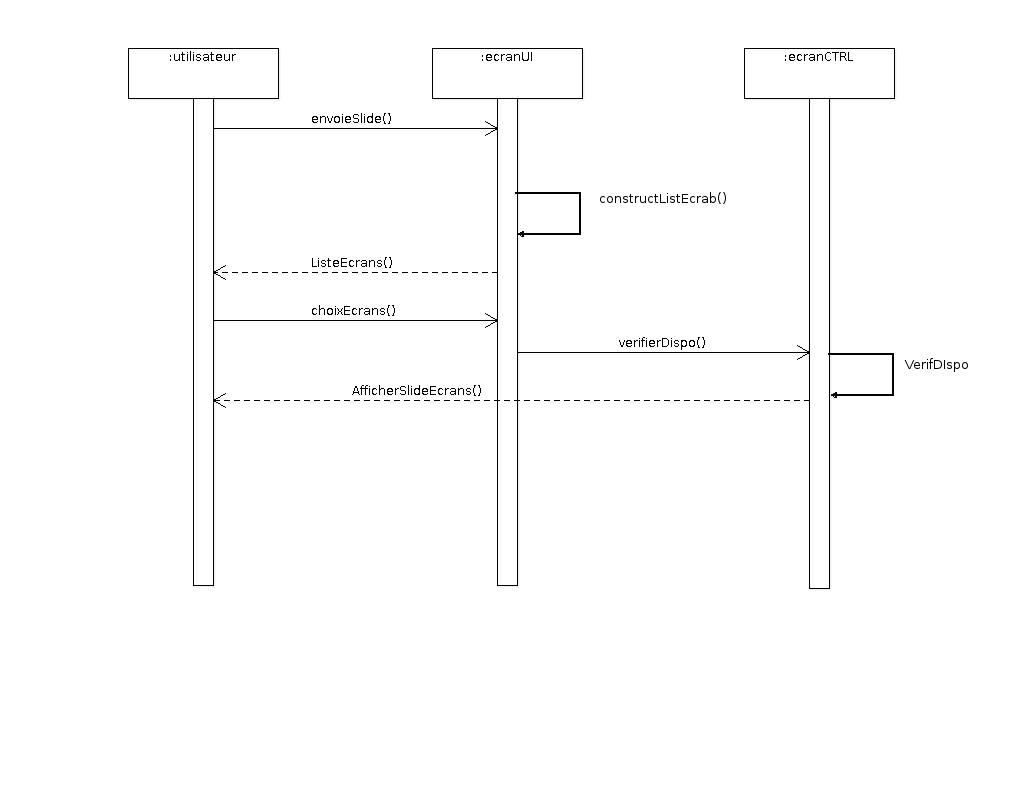 :utilisateur
:ecranUI
:ecranCTRL
envoieSlide()
constructListEcrab()
ListeEcrans()
choixEcrans()
verifierDispo()
VerifDIspo
AfficherSlideEcrans()